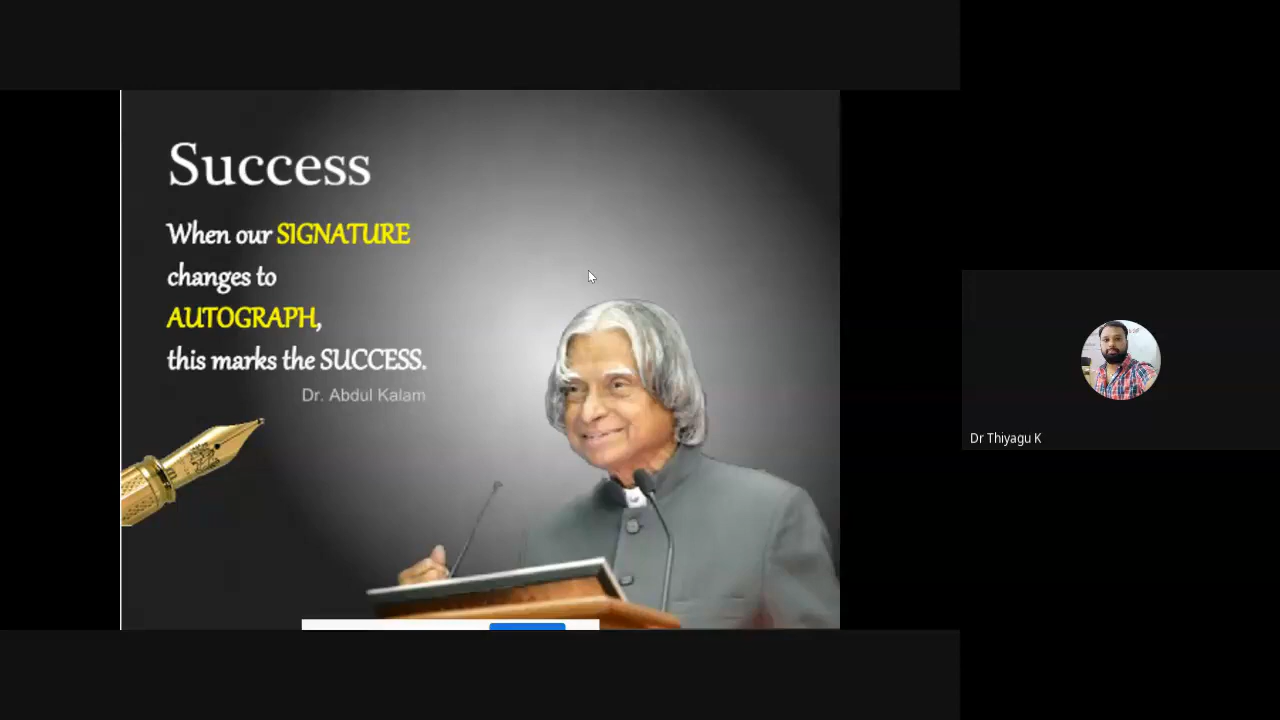 Success
When our SIGNATURE
changes to
AUTOGRAPH,
this marks the SUCCESS.
Dr. Abdul Kalam
Dr Thiyagu K